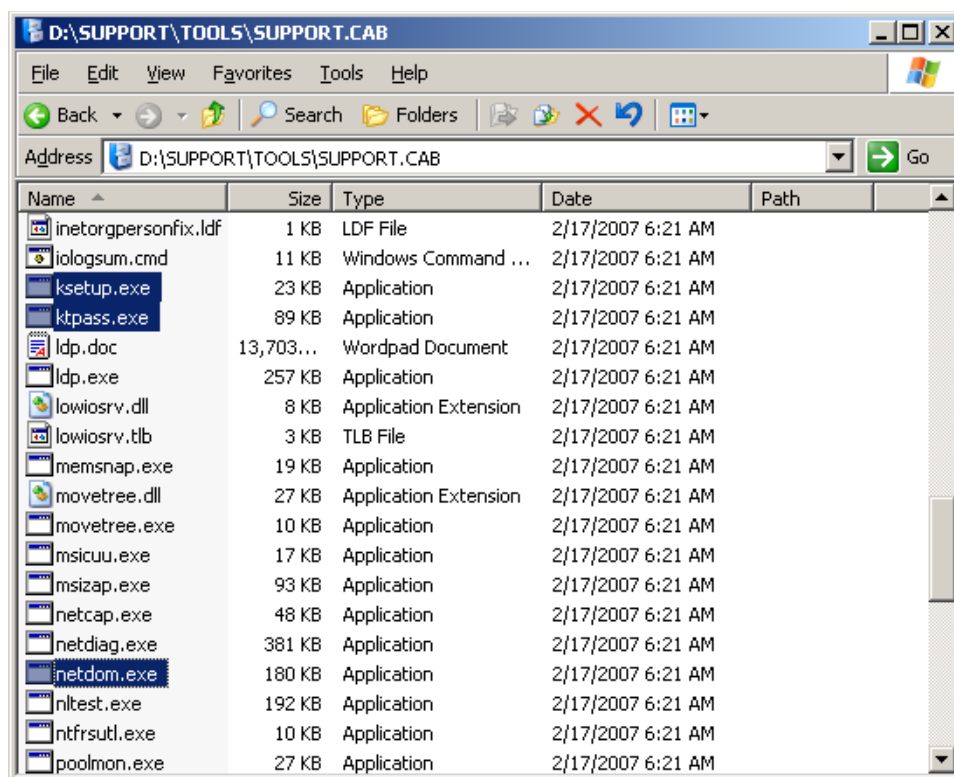 D:\SUPPORT\TOOLS\SUPPORT.CAB
File Edit View Favorites Tools Help
Back Search Folders
Address D:\SUPPORT\TOOLS\SUPPORT.CAB Go
Name Size Type Date Path
inetorgpersonfix.ldf 1 KB LDF File 2/17/2007 6:21 AM
iologsum.cmd 11 KB Windows Command ... 2/17/2007 6:21 AM
ksetup.exe 23 KB Application 2/17/2007 6:21 AM
ktpass.exe 89 KB Application 2/17/2007 6:21 AM
ldp.doc 13,703... Wordpad Document 2/17/2007 6:21 AM
ldp.exe 257 KB Application 2/17/2007 6:21 AM
lowiosrv.dll 8 KB Application Extension 2/17/2007 6:21 AM
lowiosrv.tlb 3 KB TLB File 2/17/2007 6:21 AM
memsnap.exe 19 KB Application 2/17/2007 6:21 AM
movetree.dll 27 KB Application Extension 2/17/2007 6:21 AM
movetree.exe 10 KB Application 2/17/2007 6:21 AM
msicuu.exe 17 KB Application 2/17/2007 6:21 AM
msizap.exe 93 KB Application 2/17/2007 6:21 AM
netcap.exe 48 KB Application 2/17/2007 6:21 AM
netdiag.exe 381 KB Application 2/17/2007 6:21 AM
netdom.exe 180 KB Application 2/17/2007 6:21 AM
nltest.exe 192 KB Application 2/17/2007 6:21 AM
ntfrsutl.exe 10 KB Application 2/17/2007 6:21 AM
poolmon.exe 27 KB Application 2/17/2007 6:21 AM